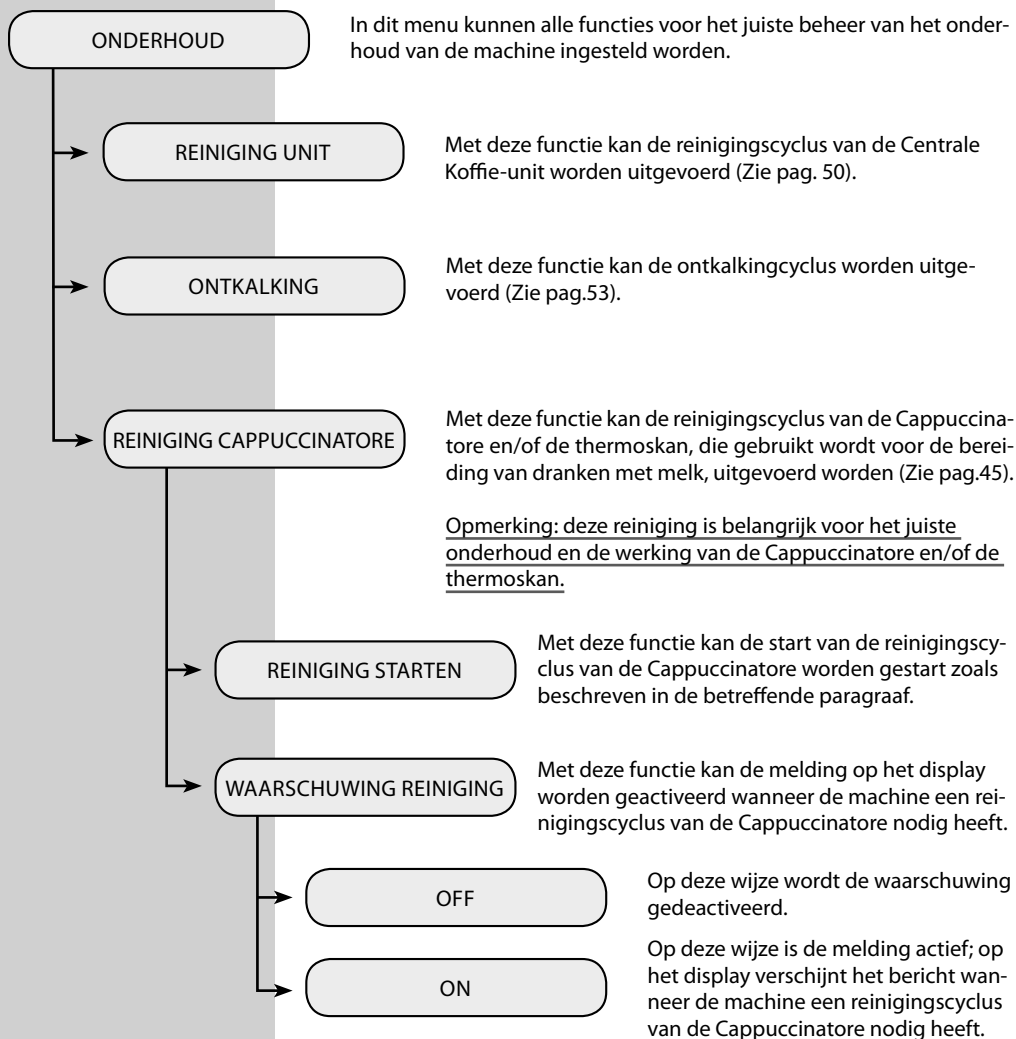 ONDERHOUD
In dit menu kunnen alle functies voor het juiste beheer van het onder-
houd van de machine ingesteld worden.
REINIGING UNIT
Met deze functie kan de reinigingscyclus van de Centrale
Koffie-unit worden uitgevoerd (Zie pag. 50).
ONTKALKING
Met deze functie kan de ontkalkingcyclus worden uitge-
voerd (Zie pag.53).
REINIGING CAPPUCCINATORE
Met deze functie kan de reinigingscyclus van de Cappuccina-
tore en/of de thermoskan, die gebruikt wordt voor de berei-
ding van dranken met melk, uitgevoerd worden (Zie pag.45).
Opmerking: deze reiniging is belangrijk voor het juiste
onderhoud en de werking van de Cappuccinatore en/of de
thermoskan.
REINIGING STARTEN
Met deze functie kan de start van de reinigingscy-
clus van de Cappuccinatore worden gestart zoals
beschreven in de betreffende paragraaf.
WAARSCHUWING REINIGING
Met deze functie kan de melding op het display
worden geactiveerd wanneer de machine een rei-
nigingscyclus van de Cappuccinatore nodig heeft.
OFF
Op deze wijze wordt de waarschuwing
gedeactiveerd.
ON
Op deze wijze is de melding actief; op
het display verschijnt het bericht wan-
neer de machine een reinigingscyclus
van de Cappuccinatore nodig heeft.